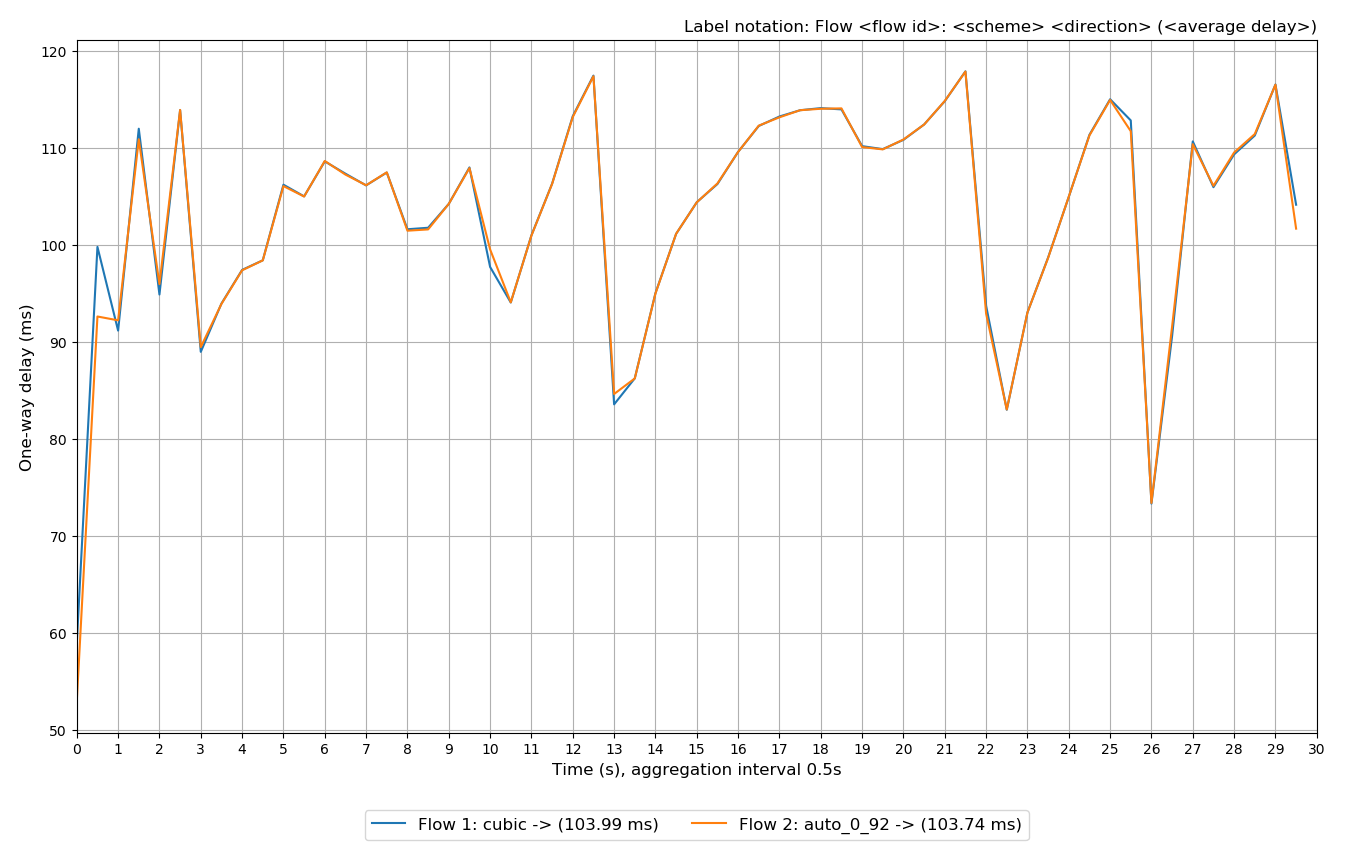 Label notation: Flow <flow id>: <scheme> <direction> (<average delay>)
120
110
100
90
80
70
60
50
One-way delay (ms)
0 1 2 3 4 5 6 7 8 9 10 11 12 13 14 15 16 17 18 19 20 21 22 23 24 25 26 27 28 29 30
Time (s), aggregation interval 0.5s
Flow 1: cubic -> (103.99 ms) Flow 2: auto_0_92 -> (103.74 ms)